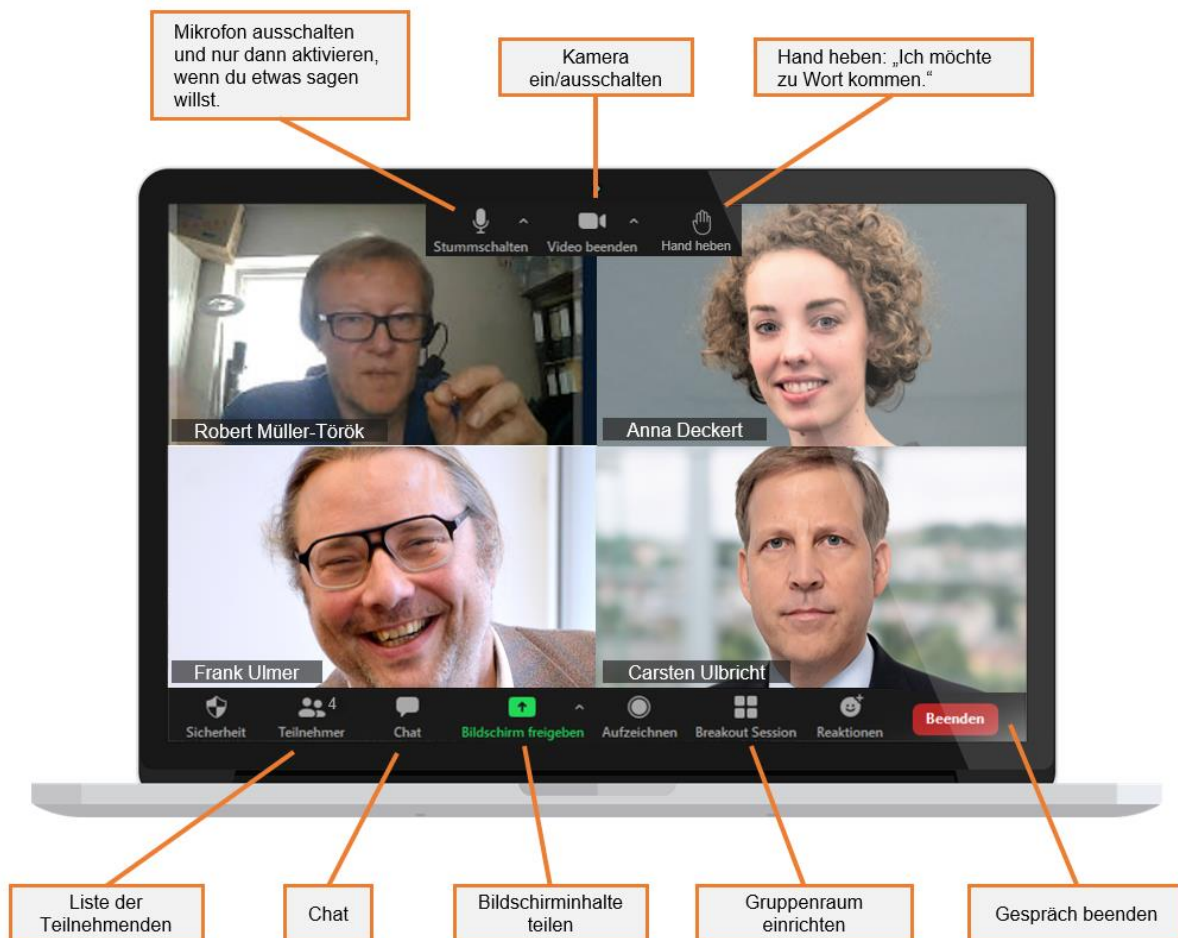 Mikrofon ausschalten
und nur dann aktivieren,
wenn du etwas sagen
willst.
Kamera
ein/ausschalten
Hand heben: „Ich möchte
zu Wort kommen.“
Stummschalten
Video beenden
Hand heben
Robert Müller-Török
Anna Deckert
Frank Ulmer
Carsten Ulbricht
Sicherheit
4
Teilnehmer
Chat
Bildschirm freigeben
Aufzeichnen
Breakout Session
Reaktionen
Beenden
Liste der
Teilnehmenden
Chat
Bildschirminhalte
teilen
Gruppenraum
einrichten
Gespräch beenden